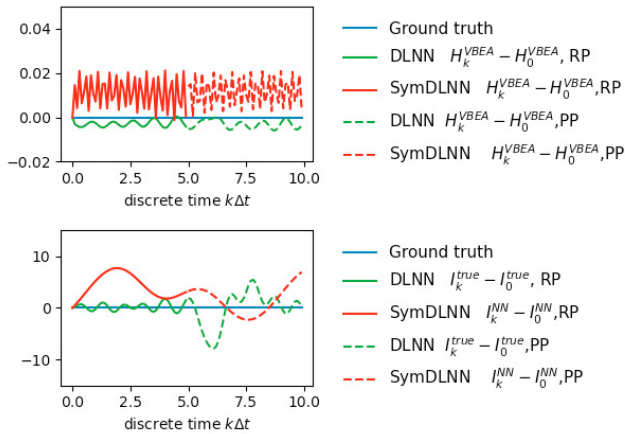 0.04
0.02
0.00
−0.02
0.0 2.5 5.0 7.5 10.0
discrete time kΔt
Ground truth
DLNN H_k^{VBEA} − H_0^{VBEA}, RP
SymDLNN H_k^{VBEA} − H_0^{VBEA},RP
DLNN H_k^{VBEA} − H_0^{VBEA},PP
SymDLNN H_k^{VBEA} − H_0^{VBEA},PP
10
0
−10
0.0 2.5 5.0 7.5 10.0
discrete time kΔt
Ground truth
DLNN I_k^{true} − I_0^{true}, RP
SymDLNN I_k^{NN} − I_0^{NN},RP
DLNN I_k^{true} − I_0^{true},PP
SymDLNN I_k^{NN} − I_0^{NN},PP